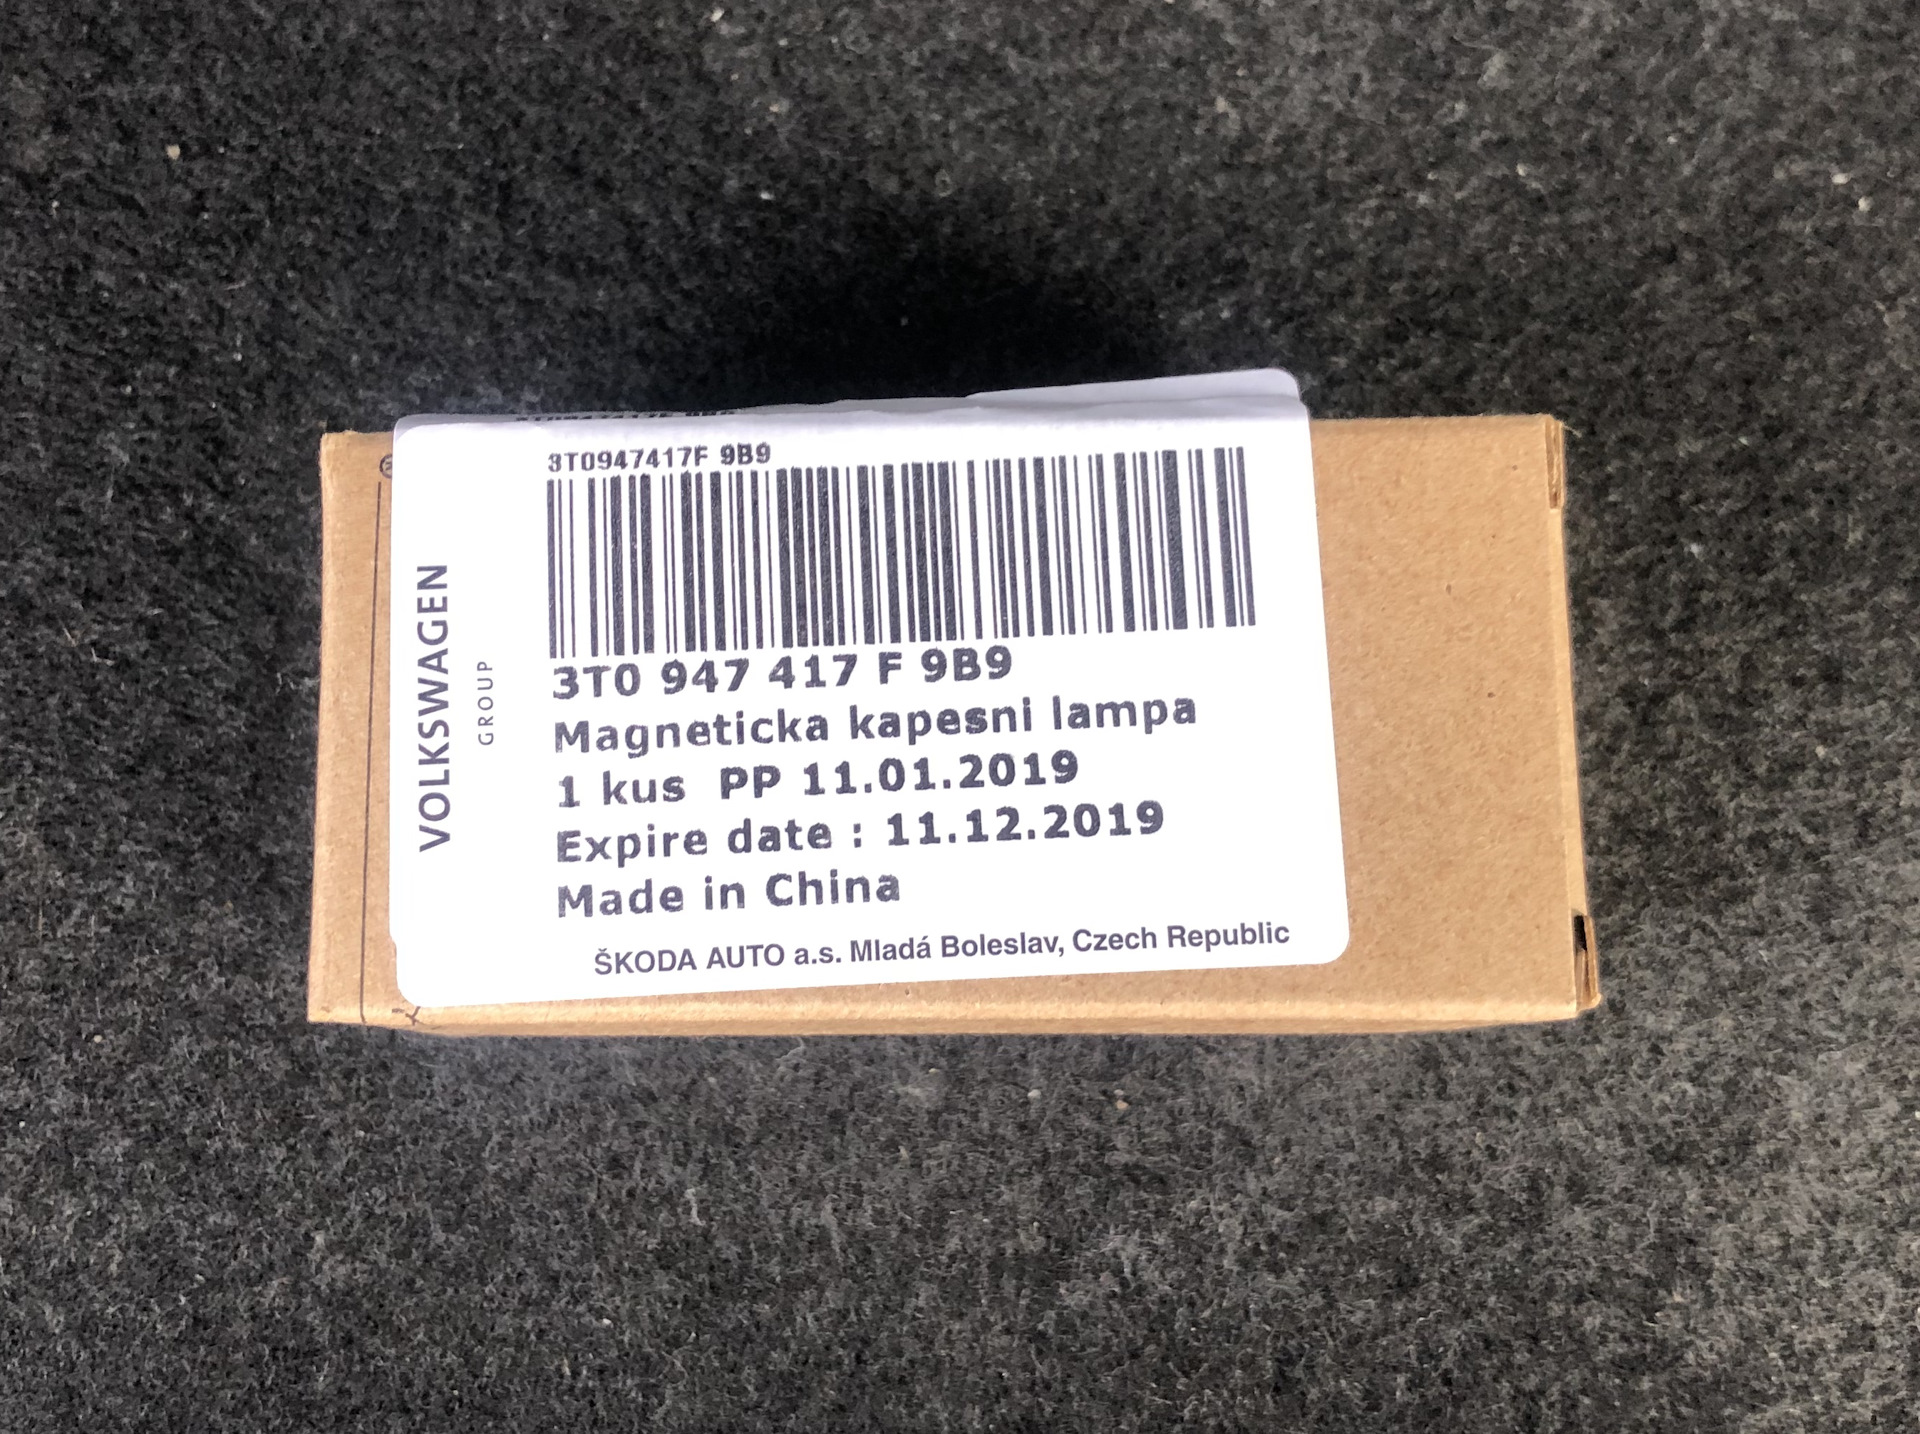 3T0947417F 9B9
3T0 947 417 F 9B9
Magneticka kapesni lampa
1 kus PP 11.01.2019
Expire date : 11.12.2019
Made in China
ŠKODA AUTO a.s. Mladá Boleslav, Czech Republic
VOLKSWAGEN
GROUP